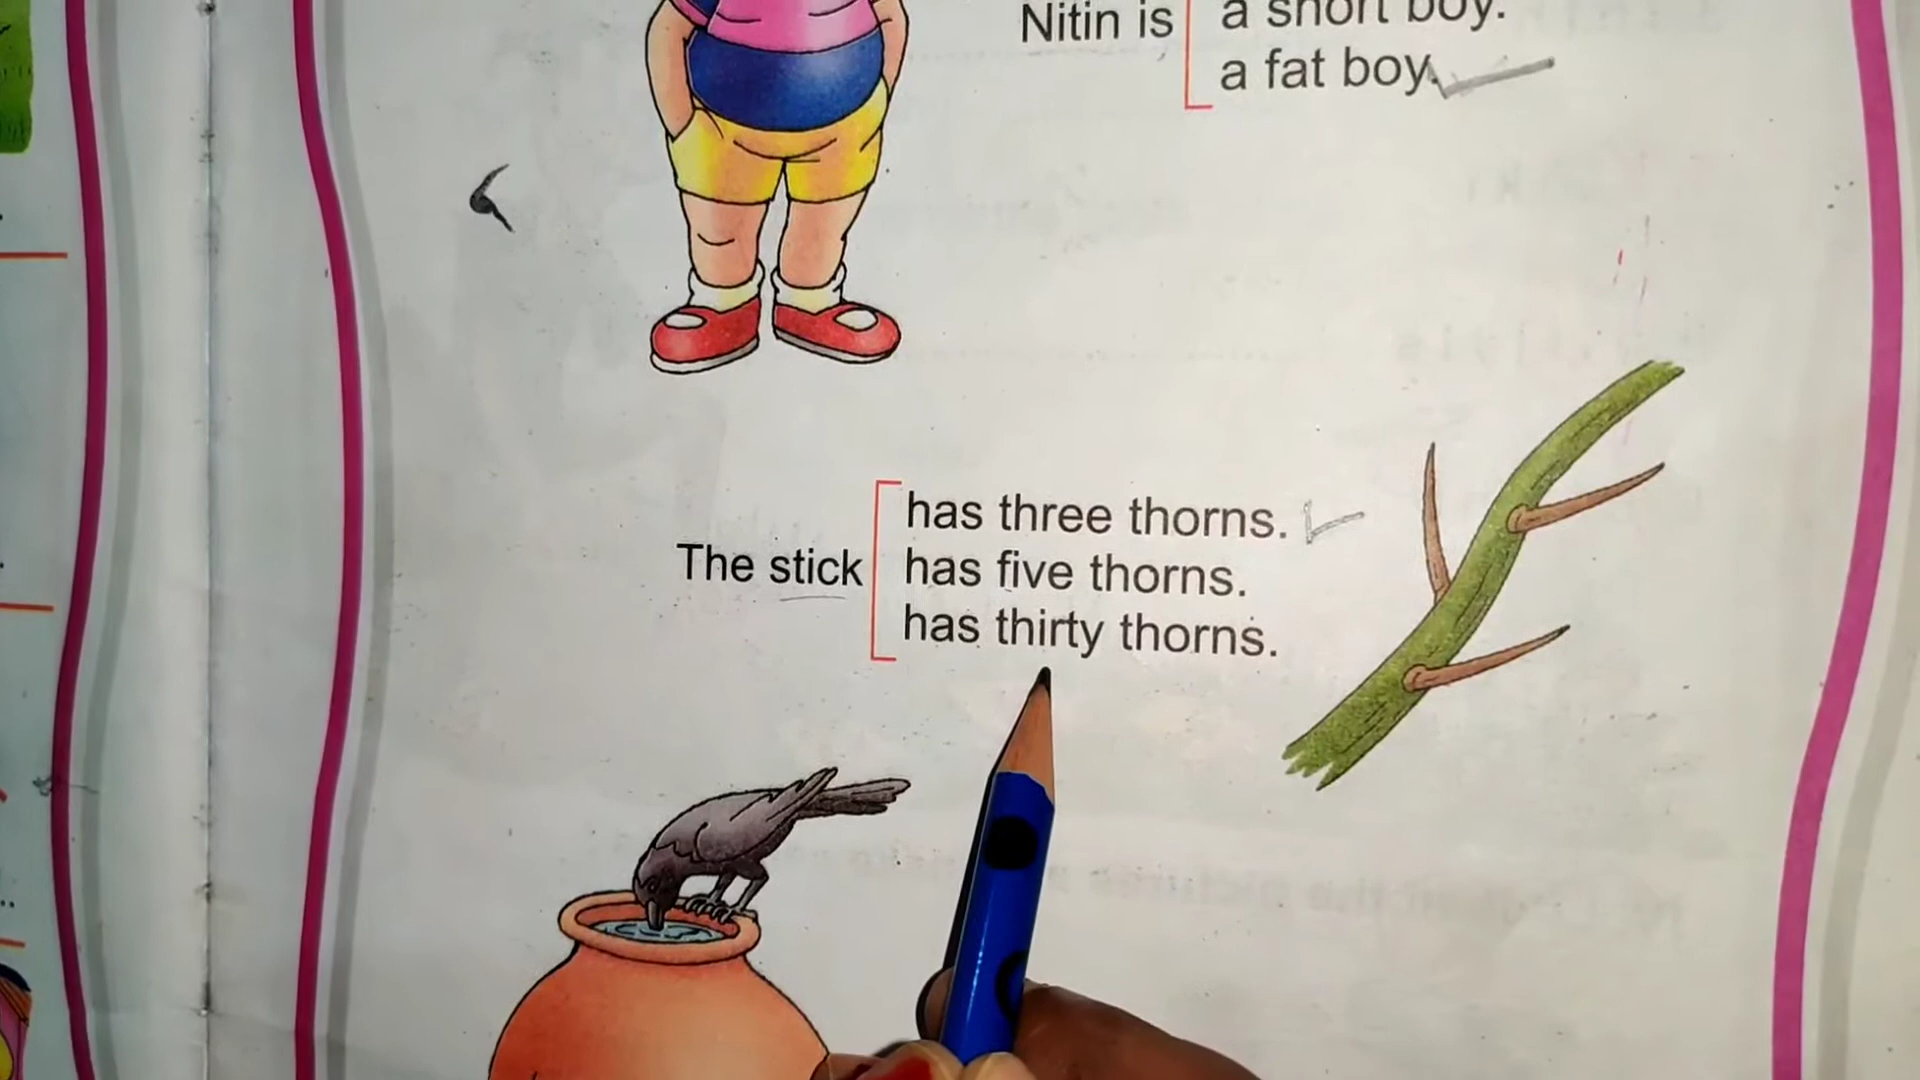 Nitin is
a short boy.
a fat boy.
The stick
has three thorns.
has five thorns.
has thirty thorns.